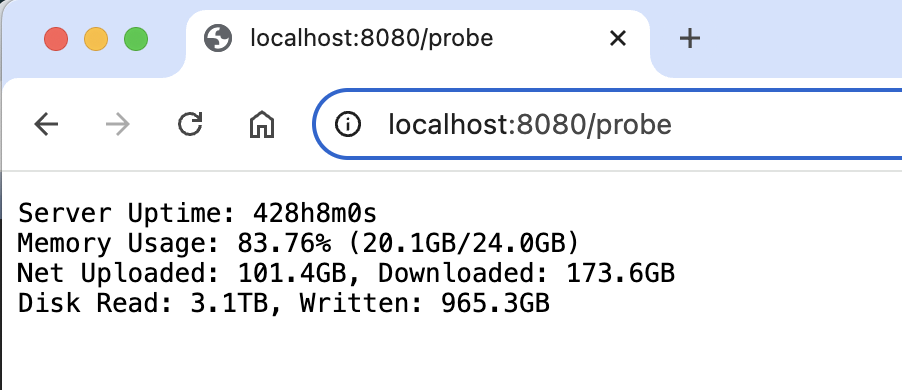 localhost:8080/probe
localhost:8080/probe
Server Uptime: 428h8m0s
Memory Usage: 83.76% (20.1GB/24.0GB)
Net Uploaded: 101.4GB, Downloaded: 173.6GB
Disk Read: 3.1TB, Written: 965.3GB